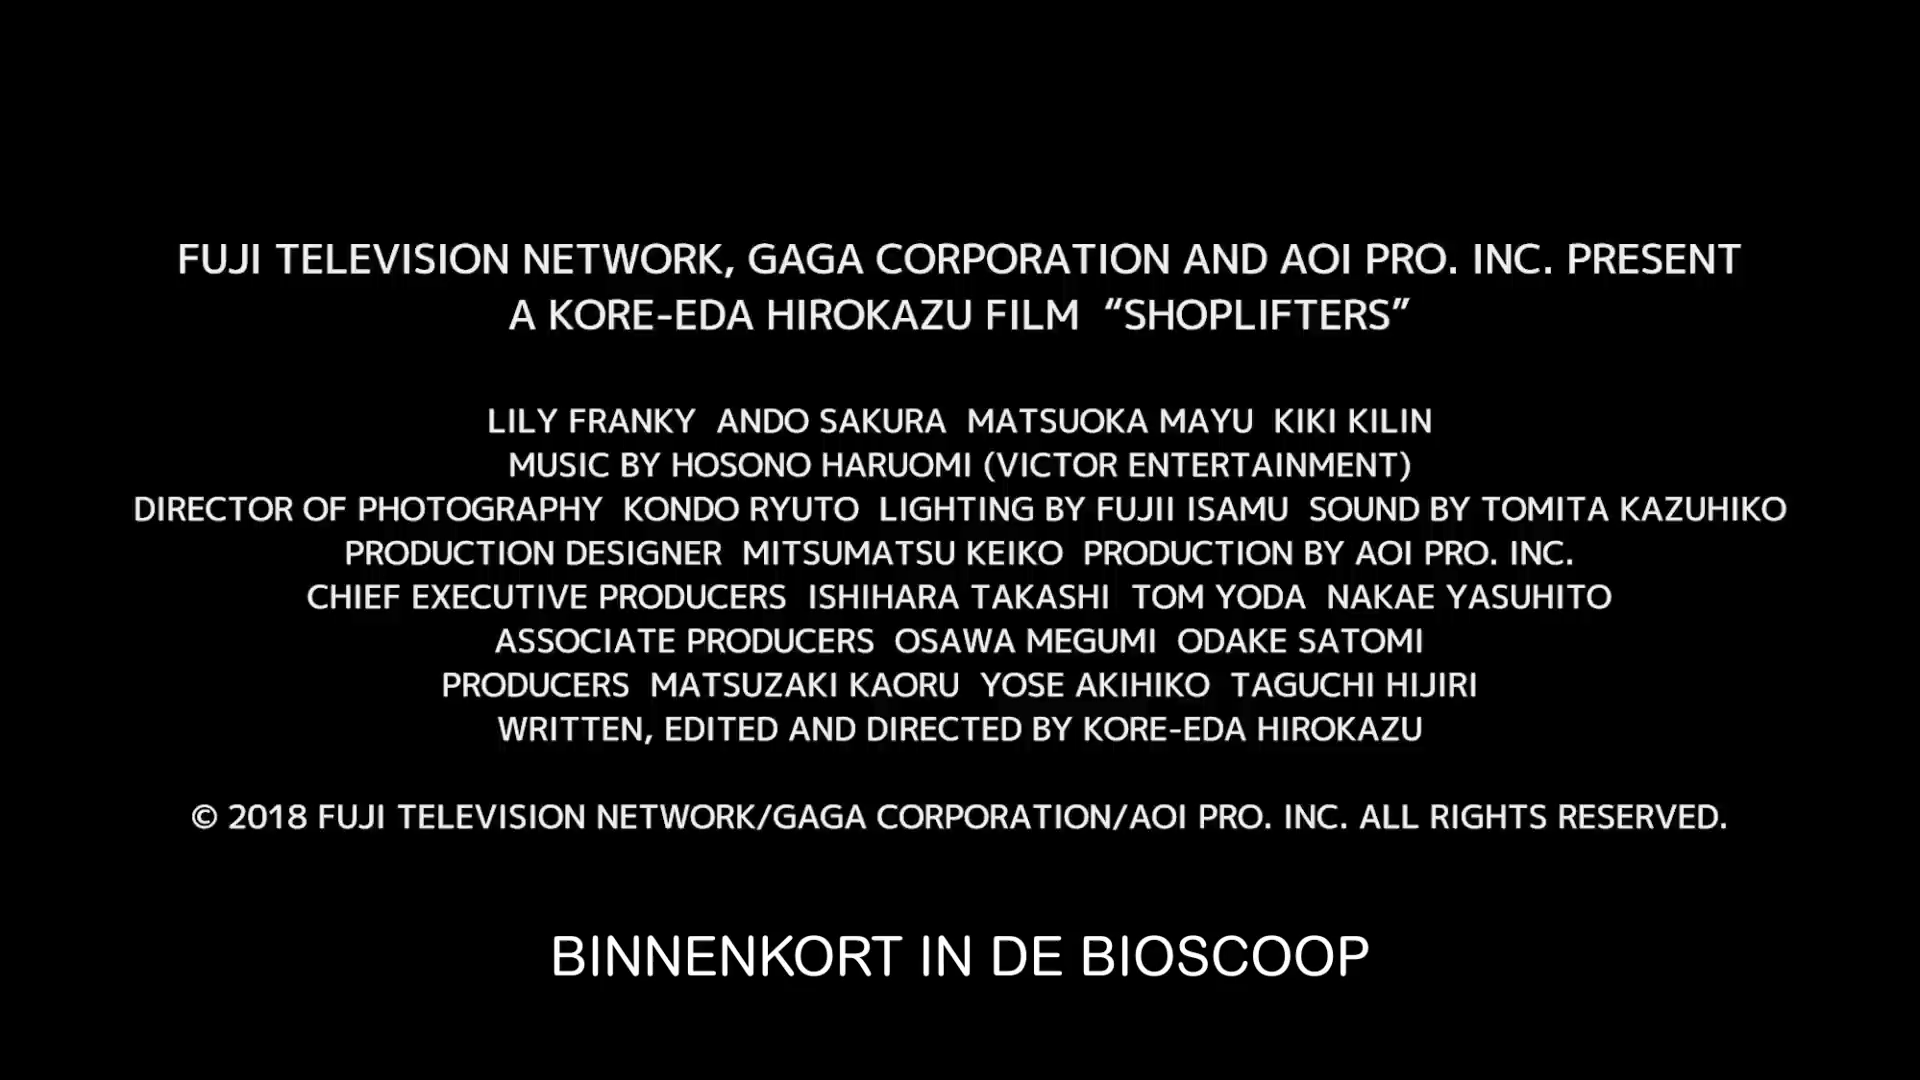 FUJI TELEVISION NETWORK, GAGA CORPORATION AND AOI PRO. INC. PRESENT
A KORE-EDA HIROKAZU FILM “SHOPLIFTERS”
LILY FRANKY ANDO SAKURA MATSUOKA MAYU KIKI KILIN
MUSIC BY HOSONO HARUOMI (VICTOR ENTERTAINMENT)
DIRECTOR OF PHOTOGRAPHY KONDO RYUTO LIGHTING BY FUJII ISAMU SOUND BY TOMITA KAZUHIKO
PRODUCTION DESIGNER MITSUMATSU KEIKO PRODUCTION BY AOI PRO. INC.
CHIEF EXECUTIVE PRODUCERS ISHIHARA TAKASHI TOM YODA NAKAE YASUHITO
ASSOCIATE PRODUCERS OSAWA MEGUMI ODAKE SATOMI
PRODUCERS MATSUZAKI KAORU YOSE AKIHIKO TAGUCHI HIJIRI
WRITTEN, EDITED AND DIRECTED BY KORE-EDA HIROKAZU
© 2018 FUJI TELEVISION NETWORK/GAGA CORPORATION/AOI PRO. INC. ALL RIGHTS RESERVED.
BINNENKORT IN DE BIOSCOOP